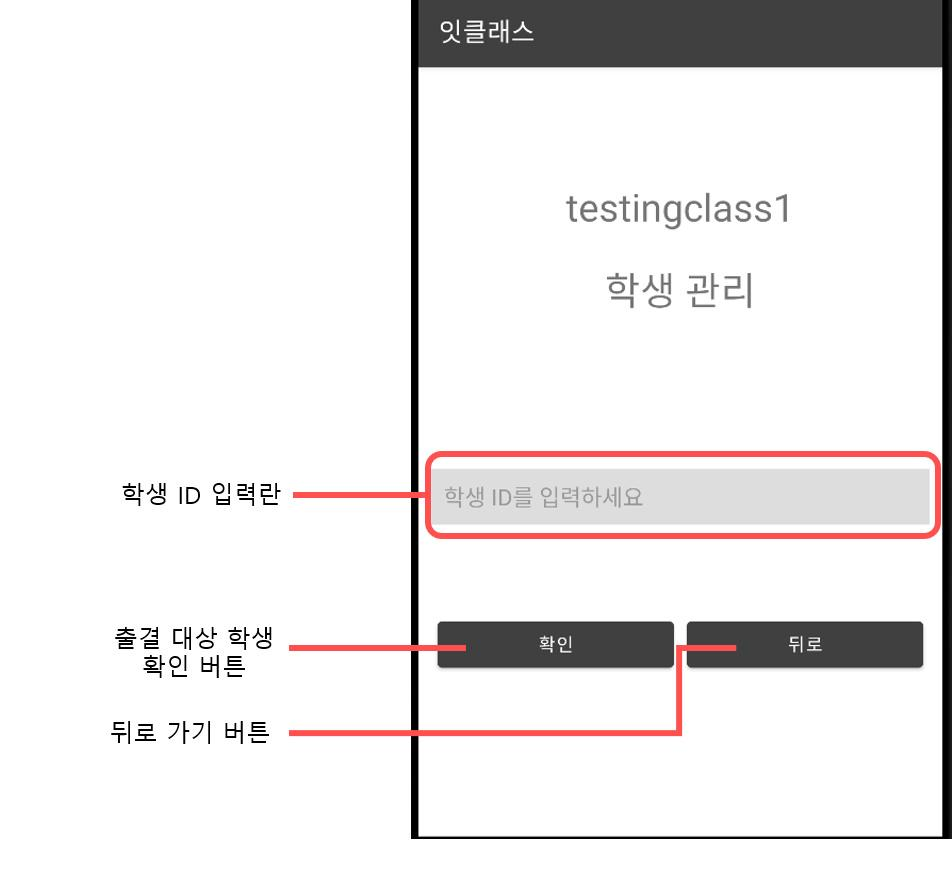 잇클래스
testingclass1
학생 관리
학생 ID 입력란
학생 ID를 입력하세요
출결 대상 학생
확인 버튼
확인
뒤로
뒤로 가기 버튼